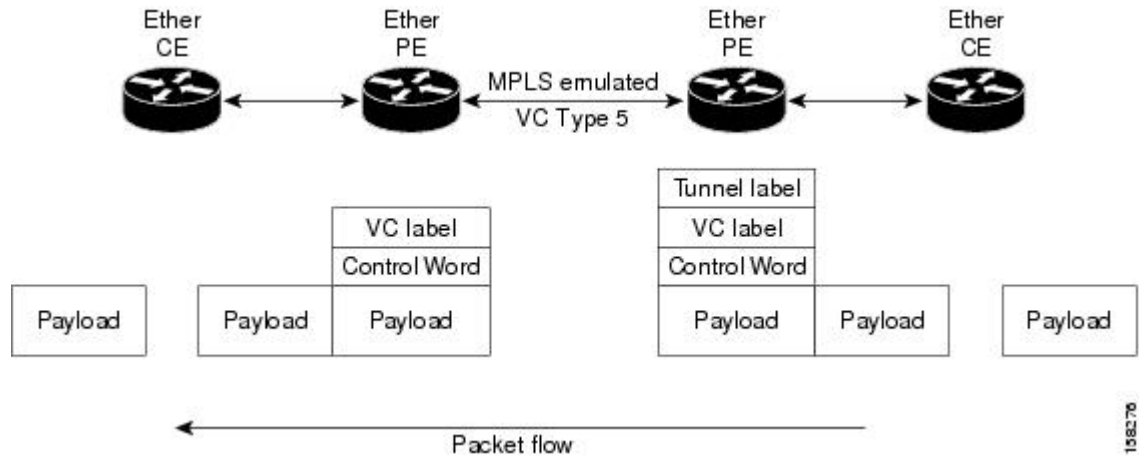 Ether
CE
Ether
PE
Ether
PE
Ether
CE
MPLS emulated
VC Type 5
Tunnel label
VC label
VC label
Control Word
Control Word
Payload
Payload
Payload
Payload
Payload
Payload
Packet flow
158276